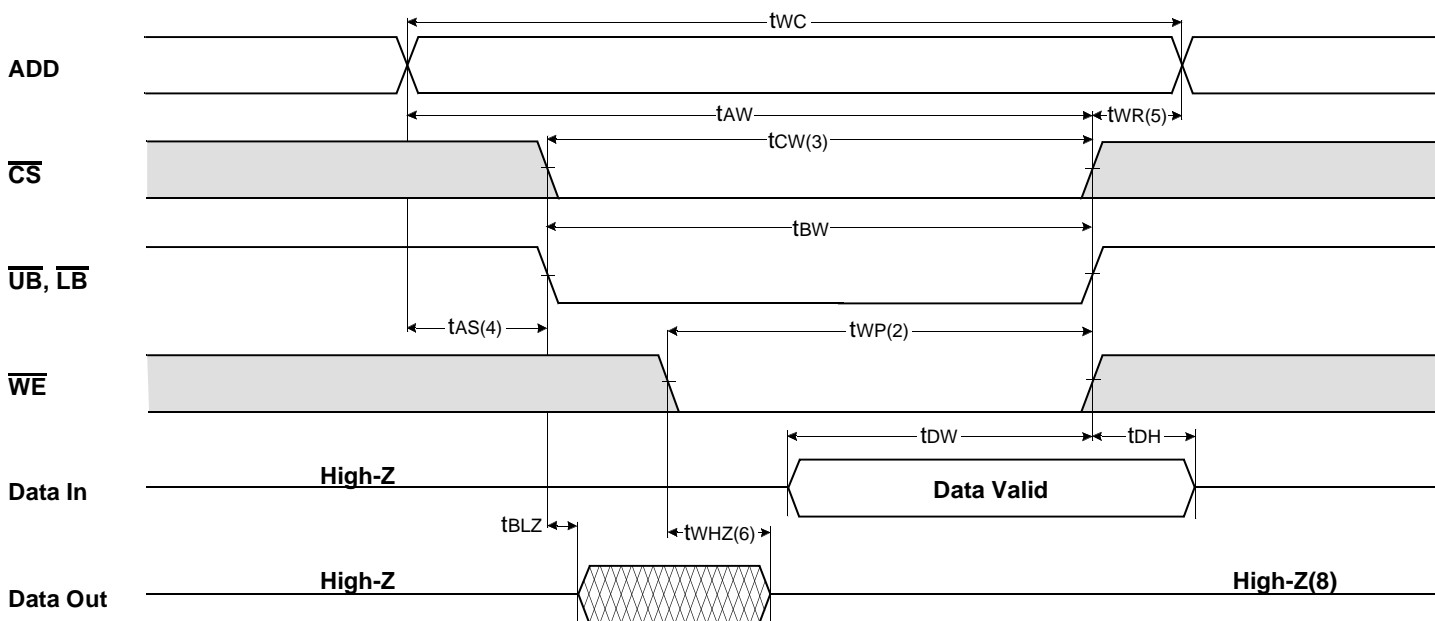 tWC
ADD
tAW
tWR(5)
tCW(3)
CS
tBW
UB, LB
tAS(4)
tWP(2)
WE
tDW
tDH
High-Z
Data In
Data Valid
tBLZ
tWHZ(6)
High-Z
High-Z(8)
Data Out